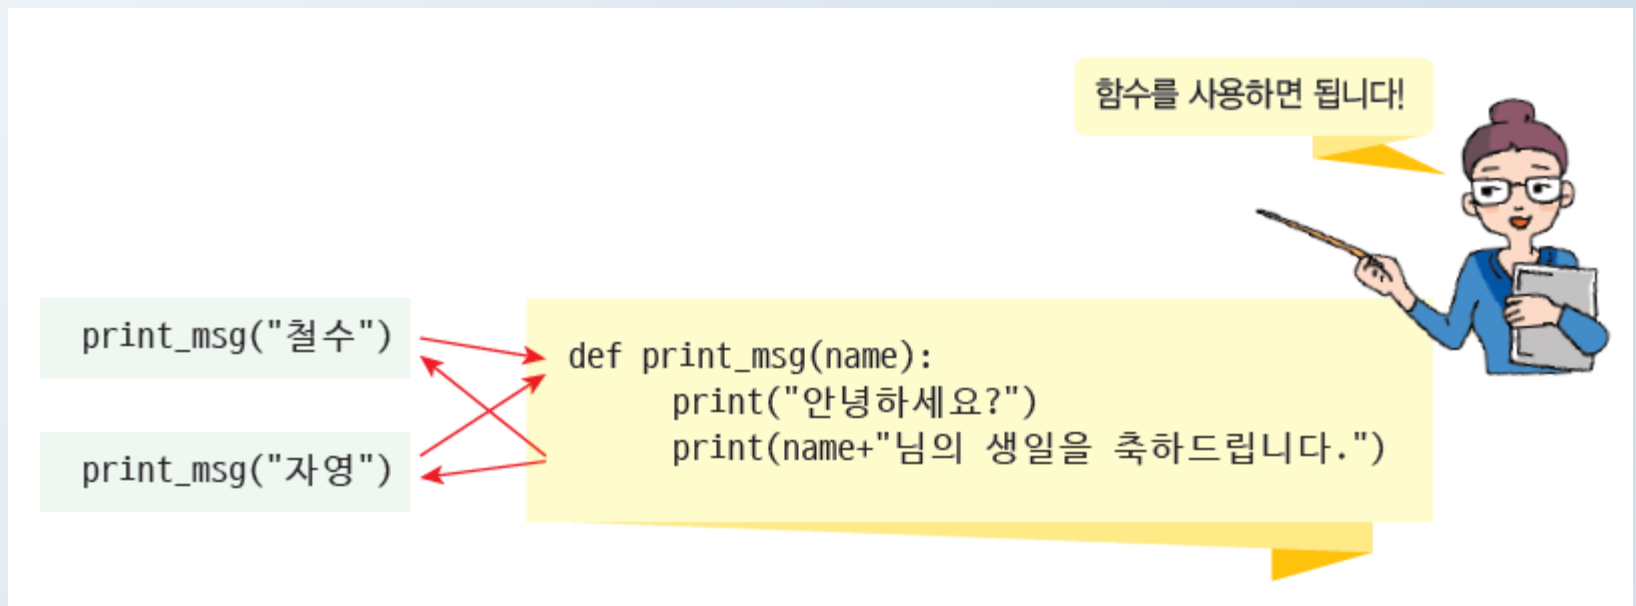 함수를 사용하면 됩니다!
print_msg("철수")
print_msg("자영")
def print_msg(name):
print("안녕하세요?")
print(name+"님의 생일을 축하드립니다.")